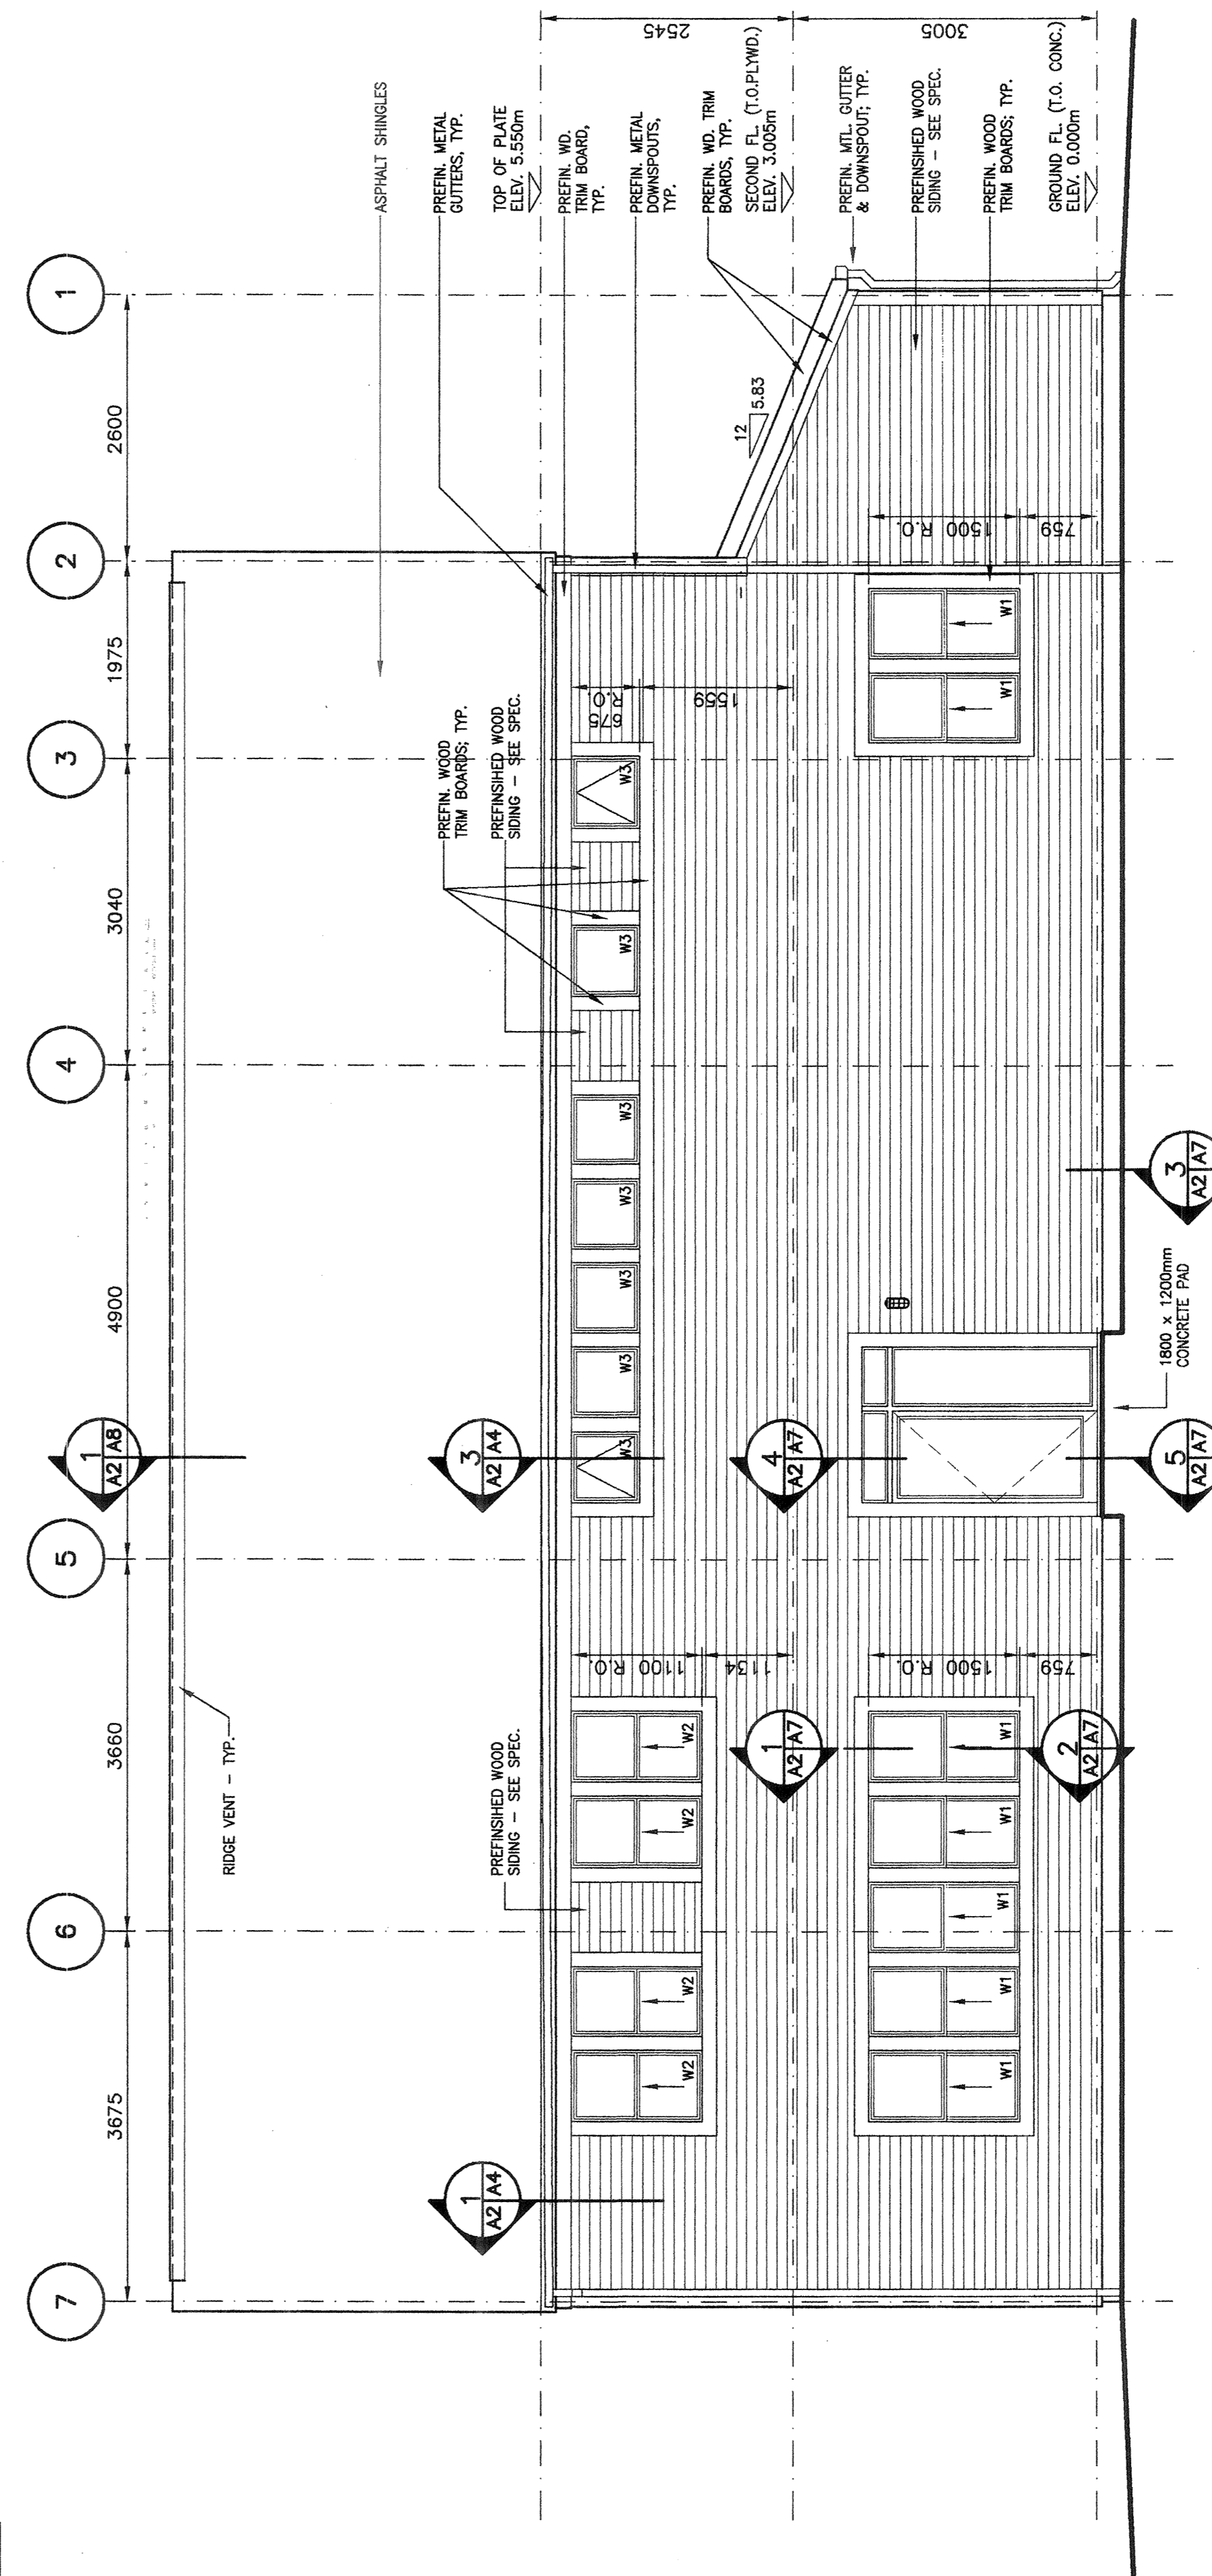 7
6
5
4
3
2
1
3675
3660
4900
3040
1975
2600
1
A2 A8
RIDGE VENT – TYP.
ASPHALT SHINGLES
PREFIN. METAL
GUTTERS, TYP.
TOP OF PLATE
ELEV. 5.550m
PREFIN. WD.
TRIM BOARD,
TYP.
PREFIN. METAL
DOWNSPOUTS,
TYP.
PREFIN. WD. TRIM
BOARDS, TYP.
SECOND FL. (T.O.PLYWD.)
ELEV. 3.005m
PREFIN. MTL. GUTTER
& DOWNSPOUT; TYP.
PREFINSIHED WOOD
SIDING – SEE SPEC.
PREFIN. WOOD
TRIM BOARDS; TYP.
GROUND FL. (T.O. CONC.)
ELEV. 0.000m
2545
3005
1
A2 A4
PREFINSIHED WOOD
SIDING – SEE SPEC.
3
A2 A4
PREFIN. WOOD
TRIM BOARDS; TYP.
PREFINSIHED WOOD
SIDING – SEE SPEC.
W2
W2
W2
W2
1100 R.O.
1134
W3
W3
W3
W3
W3
W3
W3
675
R.O.
1559
12
5.83
1
A2 A7
4
A2 A7
W1
W1
W1
W1
W1
1500 R.O.
759
W1
W1
1500 R.O.
759
2
A2 A7
5
A2 A7
1800 x 1200mm
CONCRETE PAD
3
A2 A7